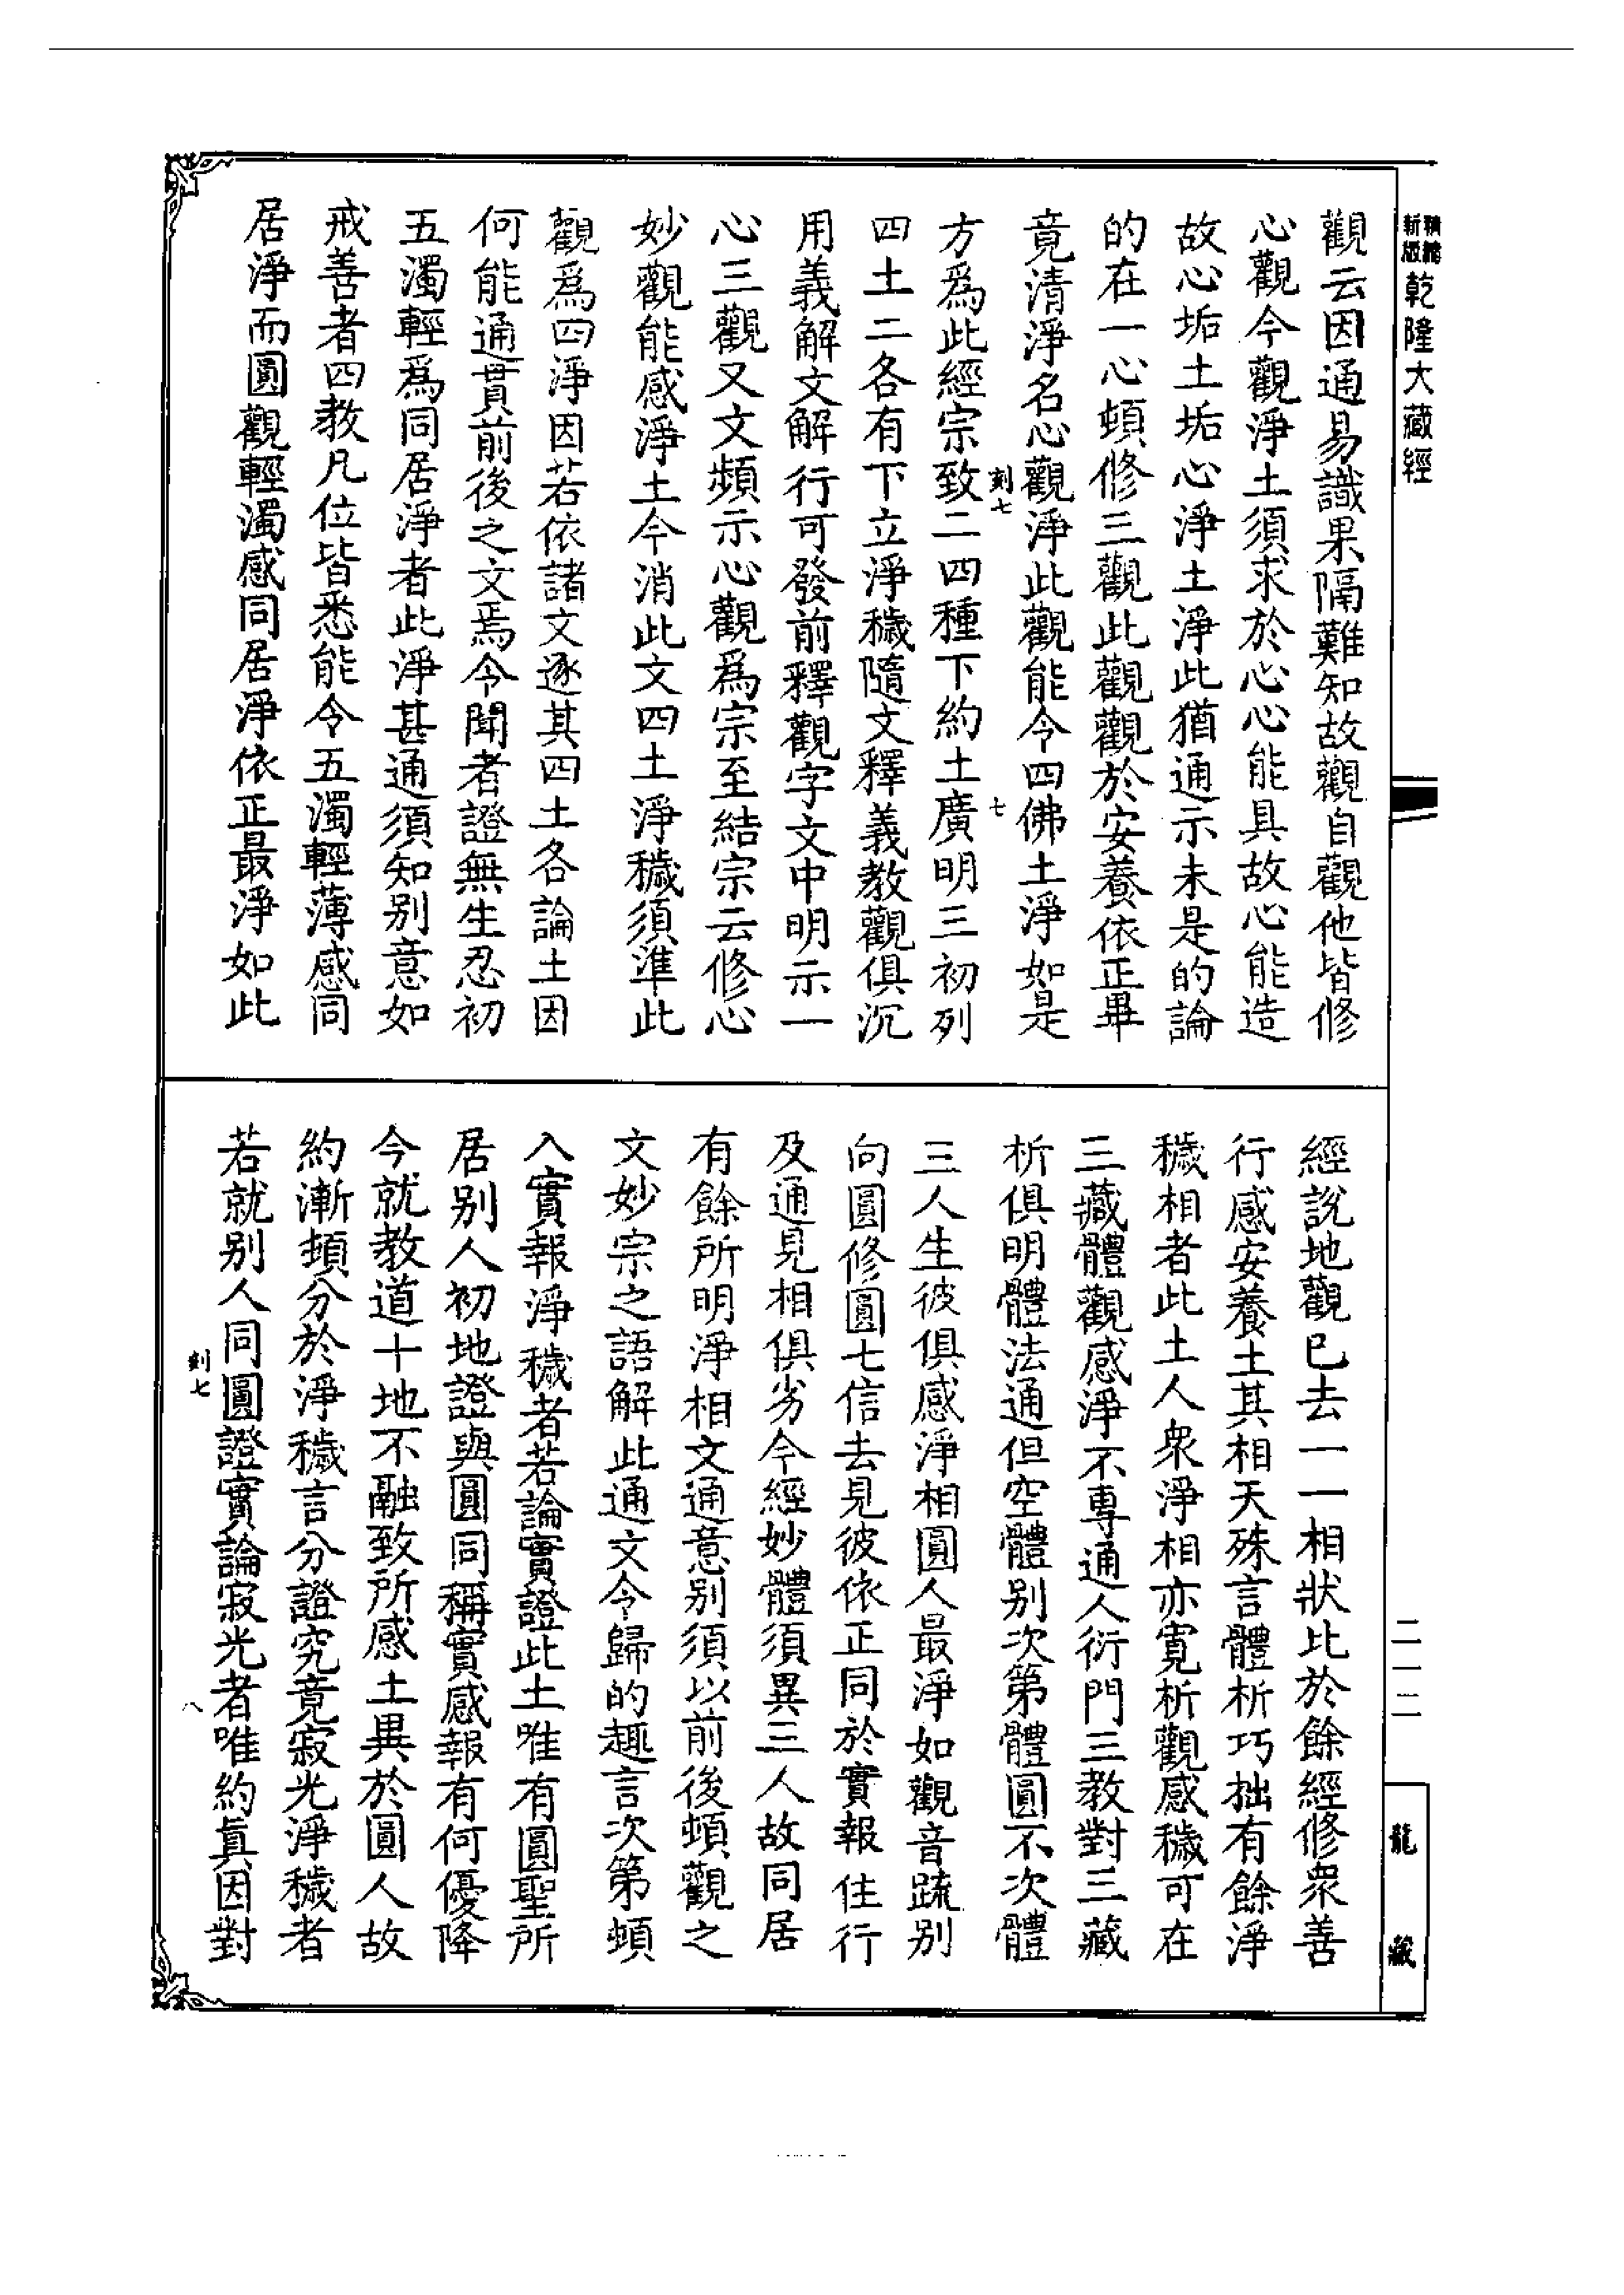 精縮新版乾隆大藏經
觀云因通易識果隔難知故觀自觀他皆修
心觀今觀淨土須求於心心能具故心能造
故心垢土垢心淨土淨此猶通示未是的論
的在一心頓修三觀此觀觀於安養依正畢
竟清淨名心觀淨此觀能令四佛土淨如是
刻七
七
方為此經宗致二四種下約土廣明三初列
四土二各有下立淨穢隨文釋義教觀俱沉
用義解文解行可發前釋觀字文中明示一
心三觀又文頻示心觀爲宗至結宗云修心
妙觀能感淨土今消此文四土淨穢須準此
觀爲四淨因若依諸文逐其四土各論土因
何能通貫前後之文焉今聞者證無生忍初
五濁輕爲同居淨者此淨甚通須知別意如
戒善者四教凡位皆悉能令五濁輕薄感同
居淨而圓觀輕濁感同居淨依正最淨如此
經說地觀已去一一相狀比於餘經修眾善
行感安養土其相天殊言體析巧拙有餘淨
穢相者此土人衆淨相亦寬析觀感穢可在
三藏體觀感淨不專通人衍門三教對三藏
析俱明體法通但空體別次第體圓不次體
三人生彼俱感淨相圓人最淨如觀音疏別
向圓修圓七信去見彼依正同於實報住行
及通見相俱劣今經妙體須異三人故同居
有餘所明淨相文通意別須以前後頓觀之
文妙宗之語解此通文令歸的趣言次第頓
入實報淨穢者若論實證此土唯有圓聖所
居別人初地證與圓同稱實感報有何優降
今就教道十地不融致所感土異於圓人故
約漸頓分於淨穢言分證究竟寂光淨穢者
若就別人同圓證實論寂光者唯約眞因對
刻七
八
二一二
龍藏